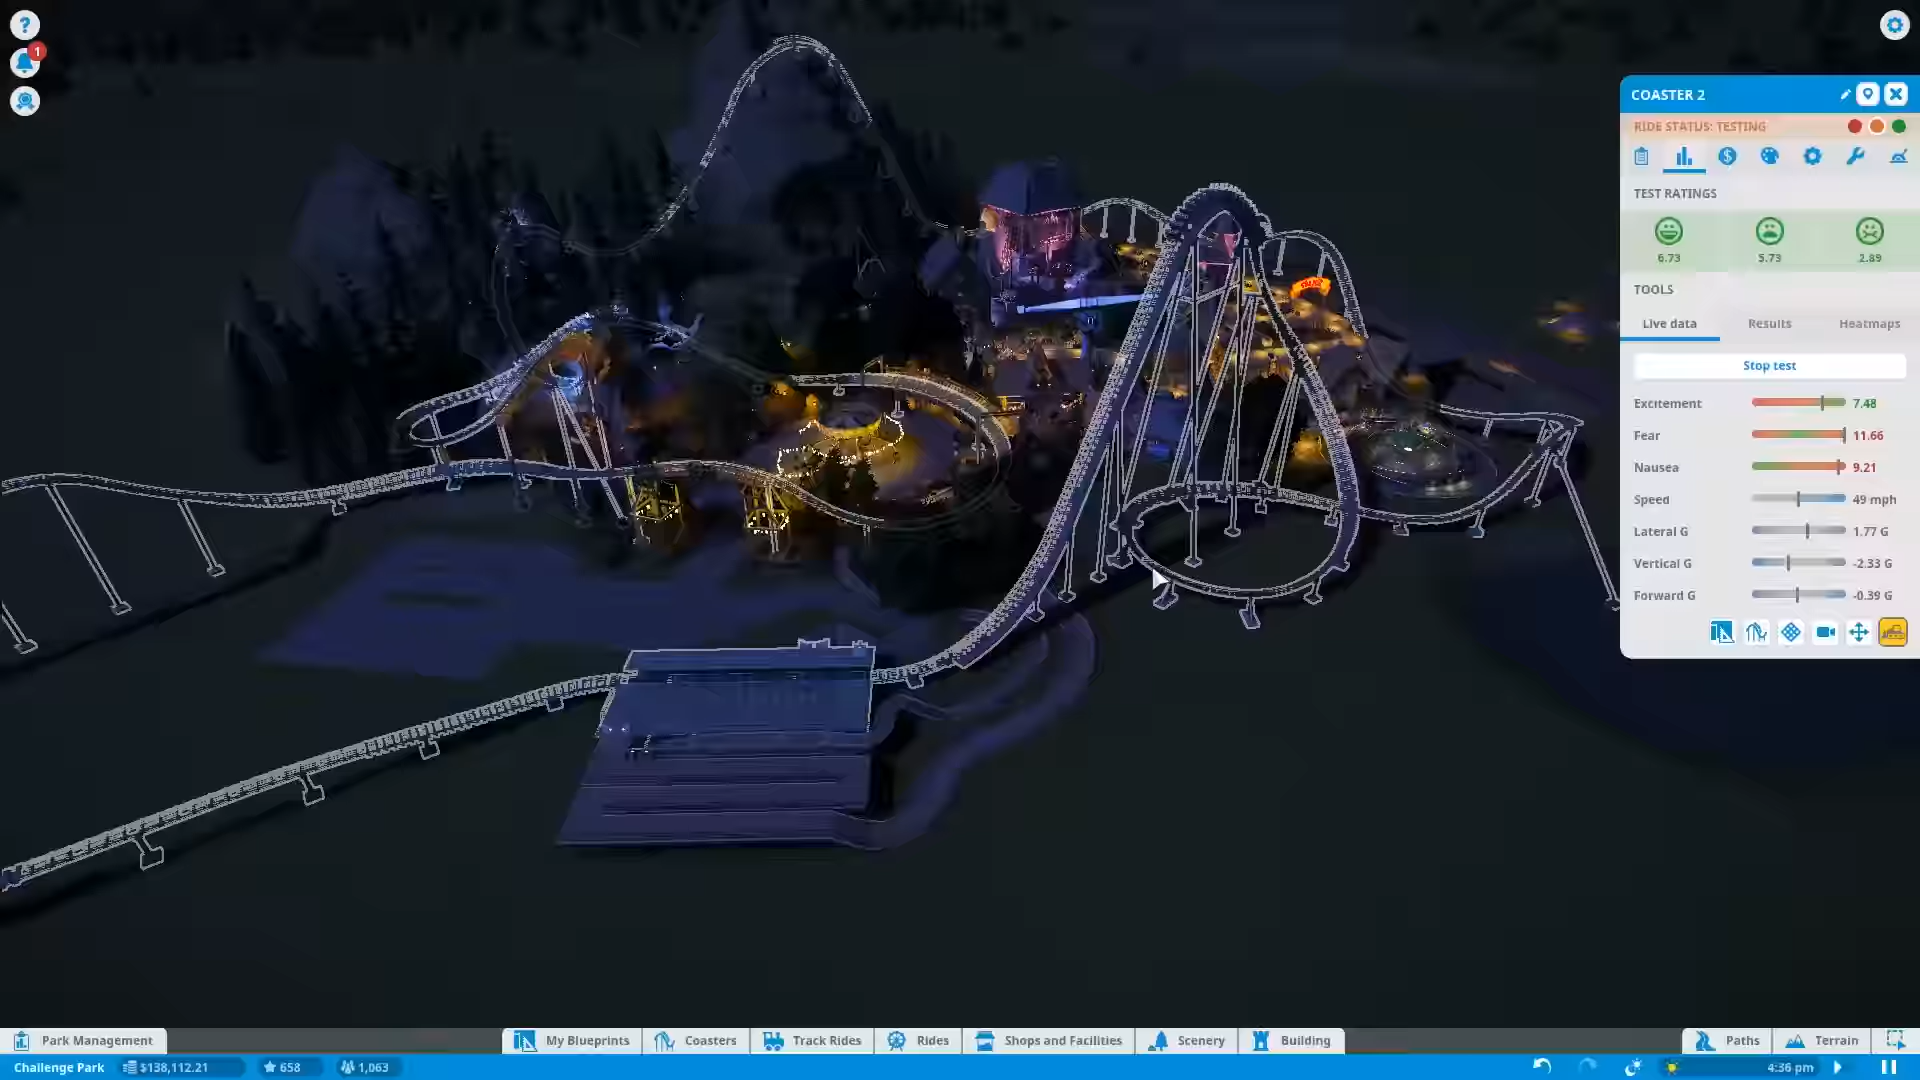 ?
1
COASTER 2
RIDE STATUS: TESTING
TEST RATINGS
6.73 5.73 2.89
TOOLS
Live data Results Heatmaps
Stop test
Excitement 7.48
Fear 11.66
Nausea 9.21
Speed 49 mph
Lateral G 1.77 G
Vertical G -2.33 G
Forward G -0.39 G
Park Management My Blueprints Coasters Track Rides Rides Shops and Facilities Scenery Building Paths Terrain
Challenge Park $138,112.21 658 1,063 4:36 pm